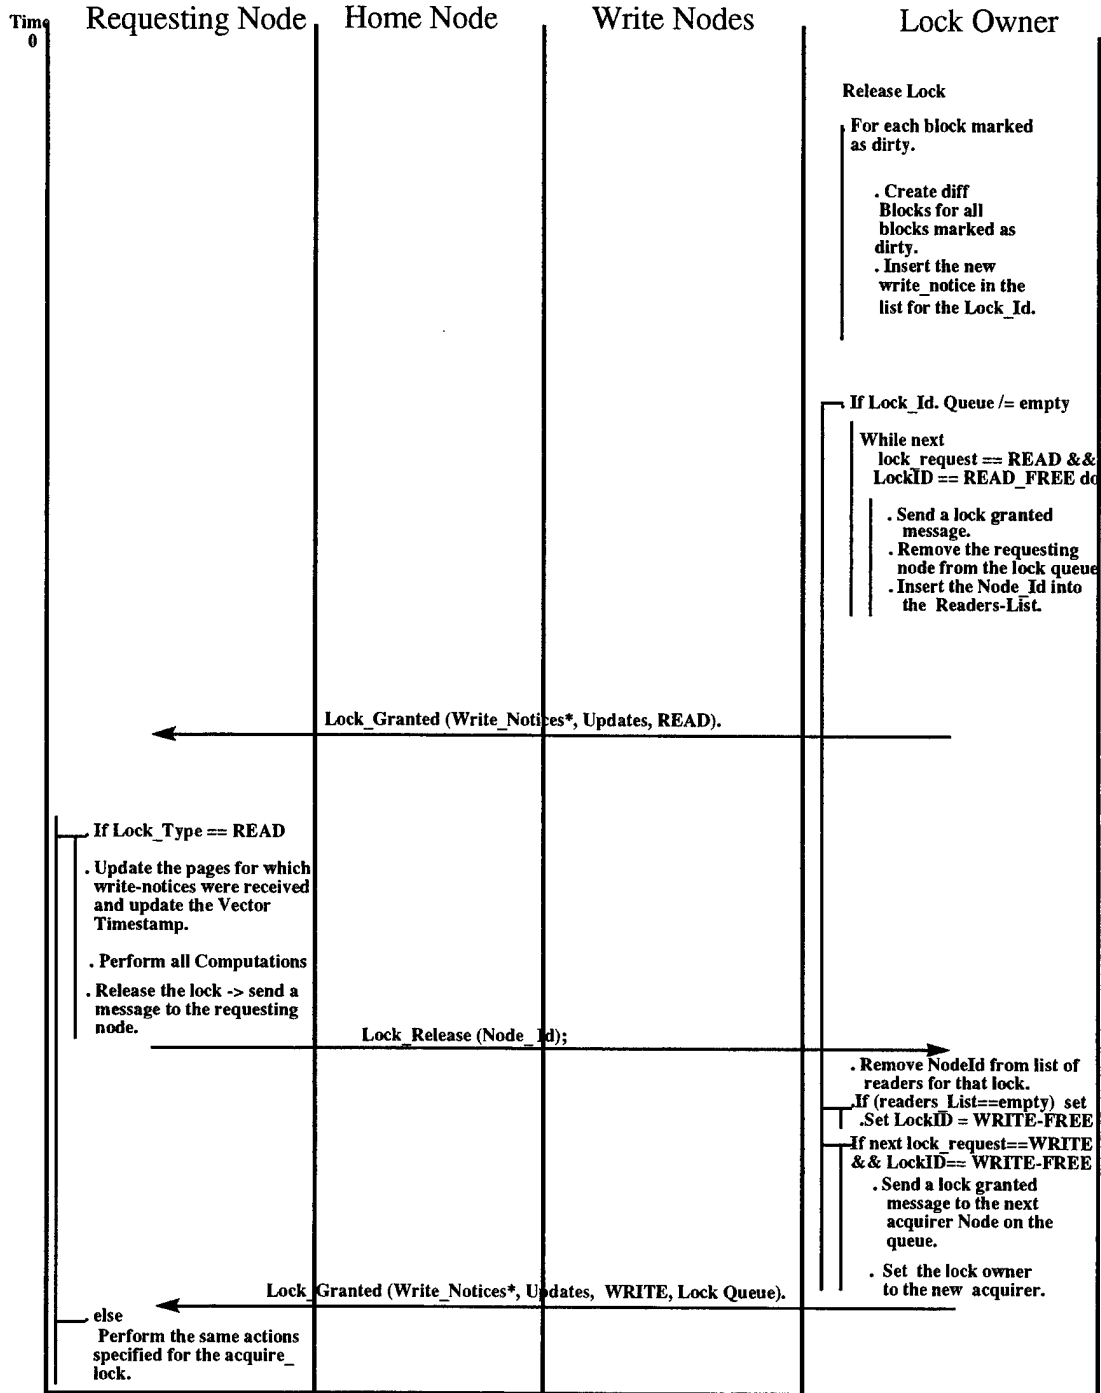 Time
0
Requesting Node
Home Node
Write Nodes
Lock Owner
Release Lock
For each block marked
as dirty.
. Create diff
Blocks for all
blocks marked as
dirty.
. Insert the new
write_notice in the
list for the Lock_Id.
. If Lock_Id. Queue /= empty
While next
lock_request == READ &&
LockID == READ_FREE do
. Send a lock granted
message.
. Remove the requesting
node from the lock queue
. Insert the Node_Id into
the Readers-List.
Lock_Granted (Write_Notices*, Updates, READ).
. If Lock_Type == READ
. Update the pages for which
write-notices were received
and update the Vector
Timestamp.
. Perform all Computations
. Release the lock -> send a
message to the requesting
node.
Lock_Release (Node_Id);
. Remove NodeId from list of
readers for that lock.
.If (readers_List==empty) set
.Set LockID = WRITE-FREE
If next lock_request==WRITE
&& LockID== WRITE-FREE
. Send a lock granted
message to the next
acquirer Node on the
queue.
. Set the lock owner
to the new acquirer.
Lock_Granted (Write_Notices*, Updates, WRITE, Lock Queue).
. else
Perform the same actions
specified for the acquire_
lock.